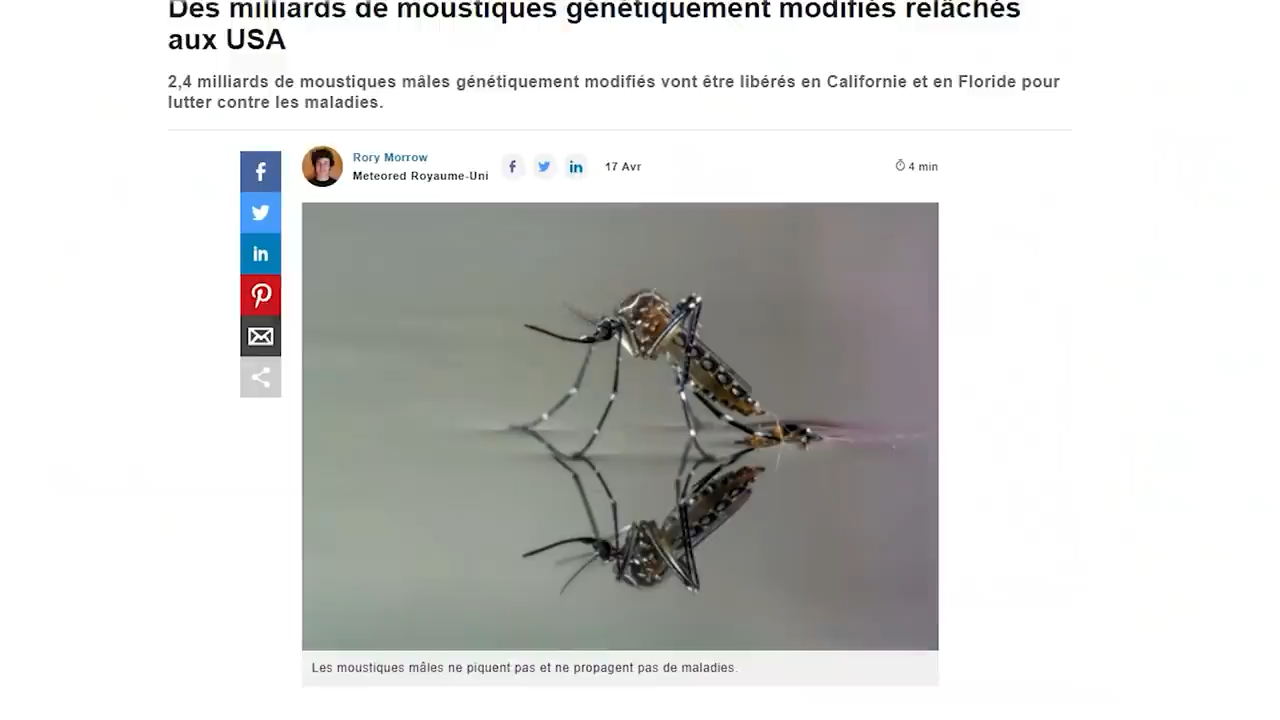 Des milliards de moustiques génétiquement modifiés relâchés
aux USA
2,4 milliards de moustiques mâles génétiquement modifiés vont être libérés en Californie et en Floride pour
lutter contre les maladies.
Rory Morrow
Meteored Royaume-Uni
17 Avr
4 min
Les moustiques mâles ne piquent pas et ne propagent pas de maladies.